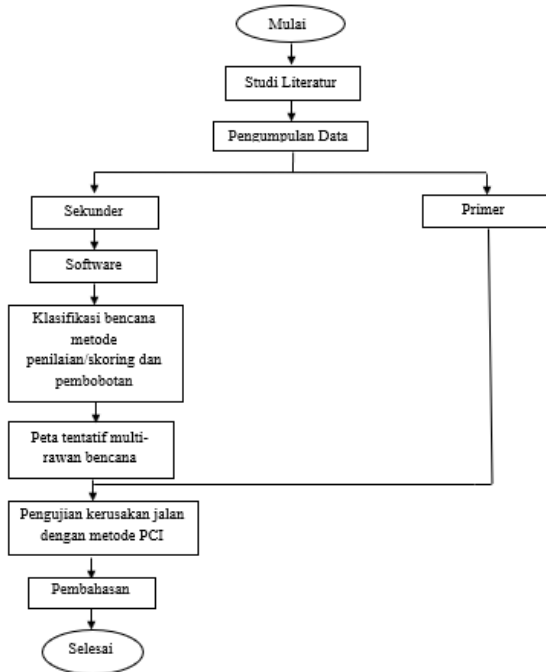 Mulai
Studi Literatur
Pengumpulan Data
Sekunder
Primer
Software
Klasifikasi bencana
metode
penilaian/skoring dan
pembobotan
Peta tentatif multi-
rawan bencana
Pengujian kerusakan jalan
dengan metode PCI
Pembahasan
Selesai